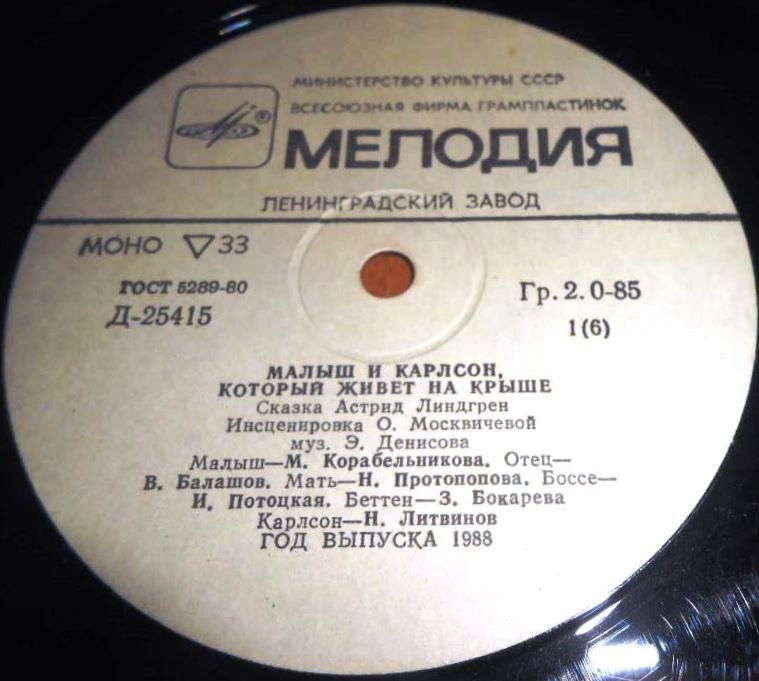 МИНИСТЕРСТВО КУЛЬТУРЫ СССР
ВСЕСОЮЗНАЯ ФИРМА ГРАМПЛАСТИНОК
®
МЕЛОДИЯ
ЛЕНИНГРАДСКИЙ ЗАВОД
МОНО ▽ 33
ГОСТ 5289-80
Д-25415
Гр. 2. 0-85
1(6)
МАЛЫШ И КАРЛСОН,
КОТОРЫЙ ЖИВЕТ НА КРЫШЕ
Сказка Астрид Линдгрен
Инсценировка О. Москвичевой
муз. Э. Денисова
Малыш—М. Корабельникова. Отец—
В. Балашов. Мать—Н. Протопопова. Боссе—
И. Потоцкая. Беттен—З. Бокарева
Карлсон—Н. Литвинов
ГОД ВЫПУСКА 1988